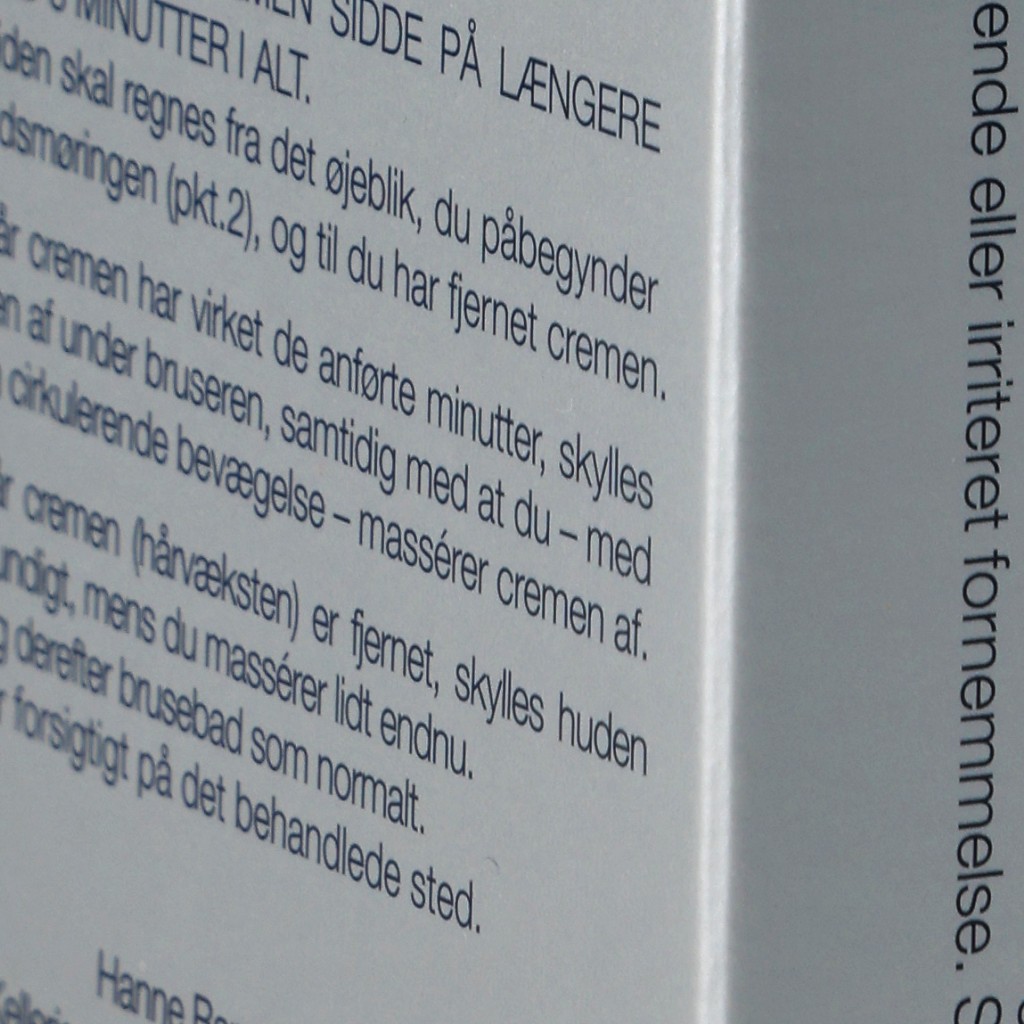 SIDDE PÅ LÆNGERE
MINUTTER I ALT.
skal regnes fra det øjeblik, du påbegynder
(pkt.2), og til du har fjernet cremen.
cremen har virket de anførte minutter, skylles
af under bruseren, samtidig med at du – med
cirkulerende bevægelse – massérer cremen af.
cremen (hårvæksten) er fjernet, skylles huden
mens du massérer lidt endnu.
derefter brusebad som normalt.
forsigtigt på det behandlede sted.
Hanne
eller irriteret fornemmelse.